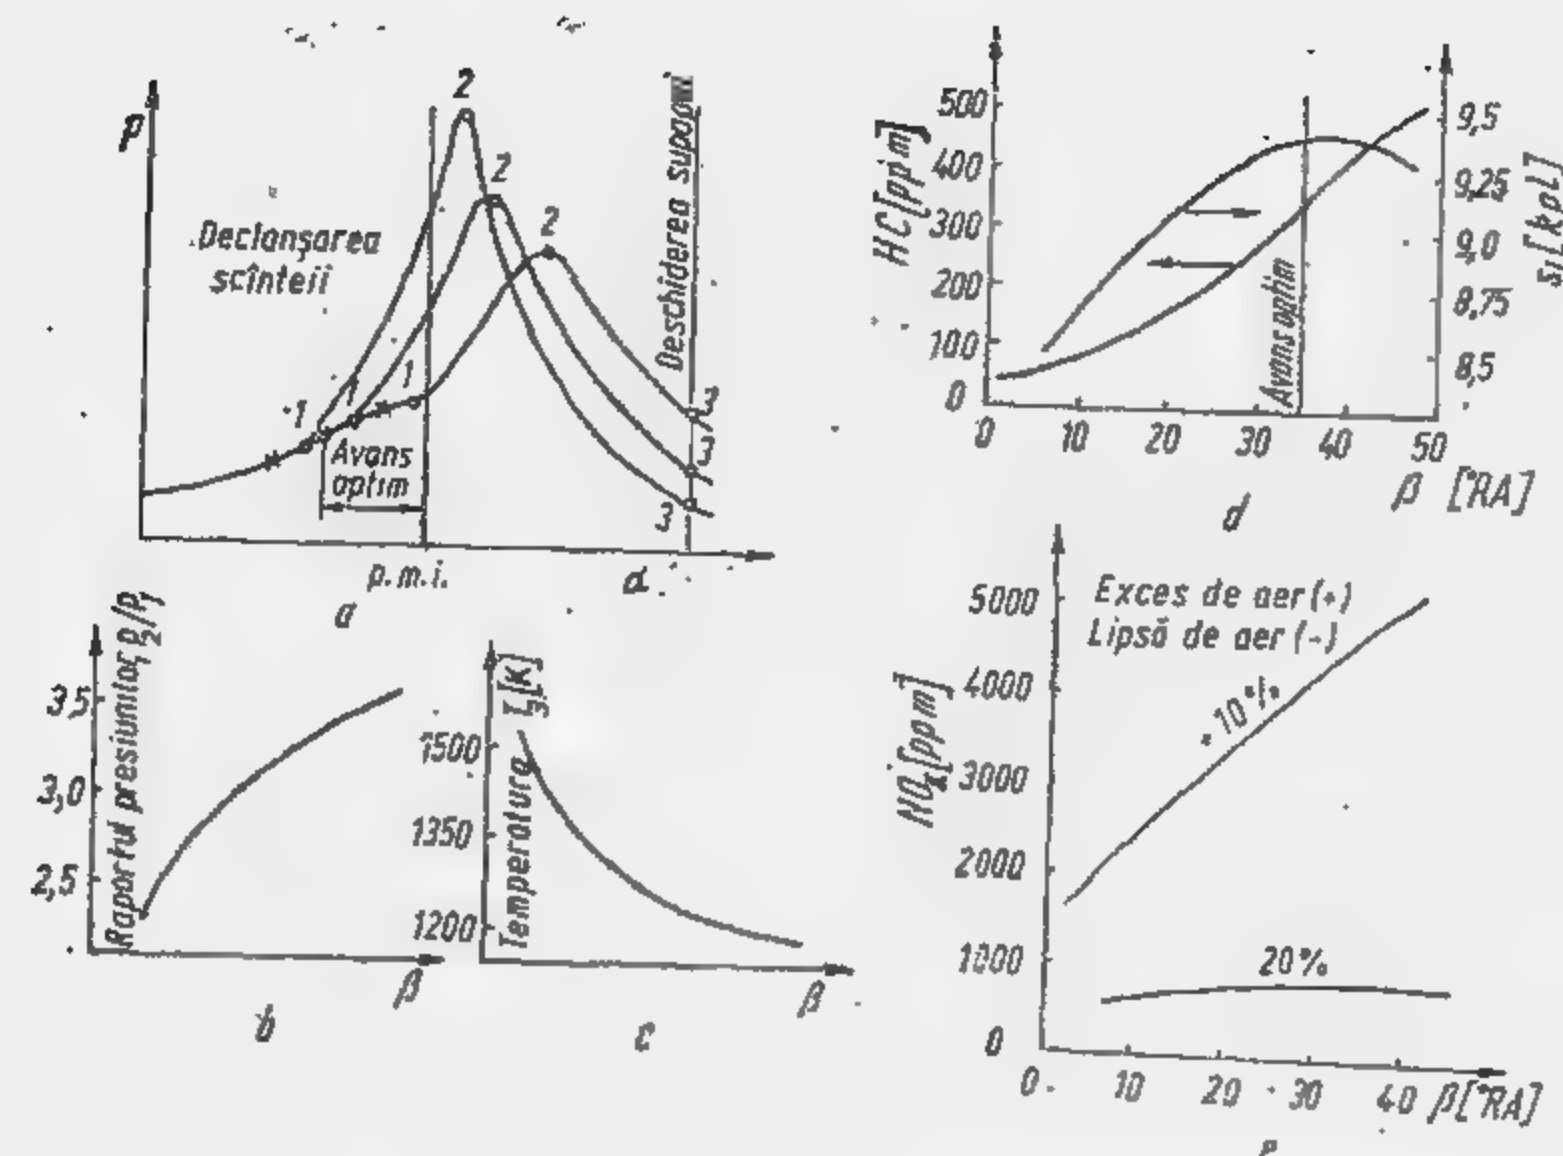 p
2
2
2
Declanşarea
scînteii
Deschiderea
1
1
1
Avans
optim
3
3
3
p.m.i.
α
a
Raportul presiunilor p2/p1
3,5
3,0
2,5
β
b
Temperatura T3[K]
1500
1350
1200
β
c
HC[ppm]
500
400
300
200
100
0
9,5
9,25
9,0
8,75
8,5
Avans optim
0 10 20 30 40 50
β [°RA]
d
NOx[ppm]
5000
4000
3000
2000
1000
0
Exces de aer (+)
Lipsă de aer (-)
10%
20%
0 10 20 30 40 β[°RA]